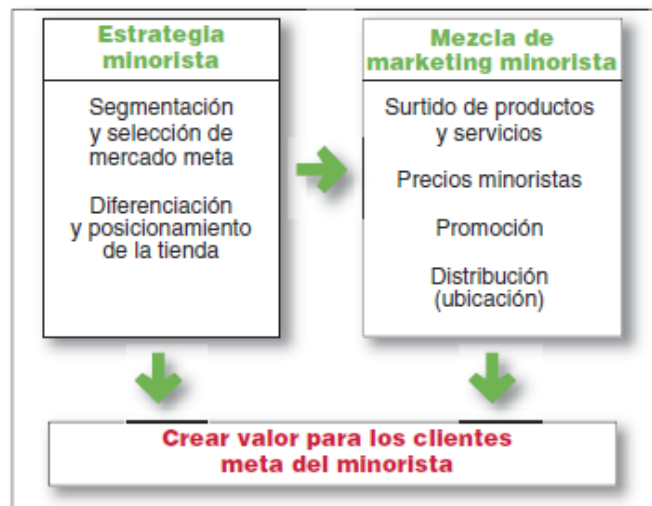 Estrategia
minorista
Segmentación
y selección de
mercado meta
Diferenciación
y posicionamiento
de la tienda
Mezcla de
marketing minorista
Surtido de productos
y servicios
Precios minoristas
Promoción
Distribución
(ubicación)
Crear valor para los clientes
meta del minorista